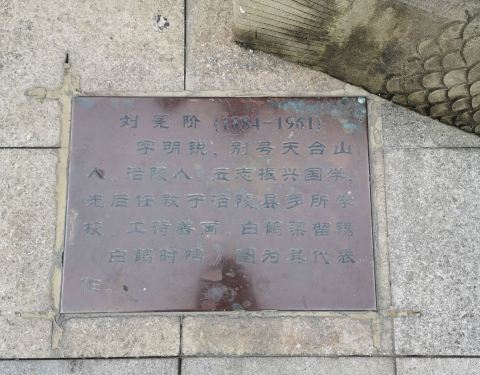 刘冕阶（1884-1961）
字明锐，别号天台山
人，涪陵人。立志振兴国学，
先后任教于涪陵县多所学
校，工诗善画，白鹤梁留镌
《白鹤时鸣》图为其代表
作。